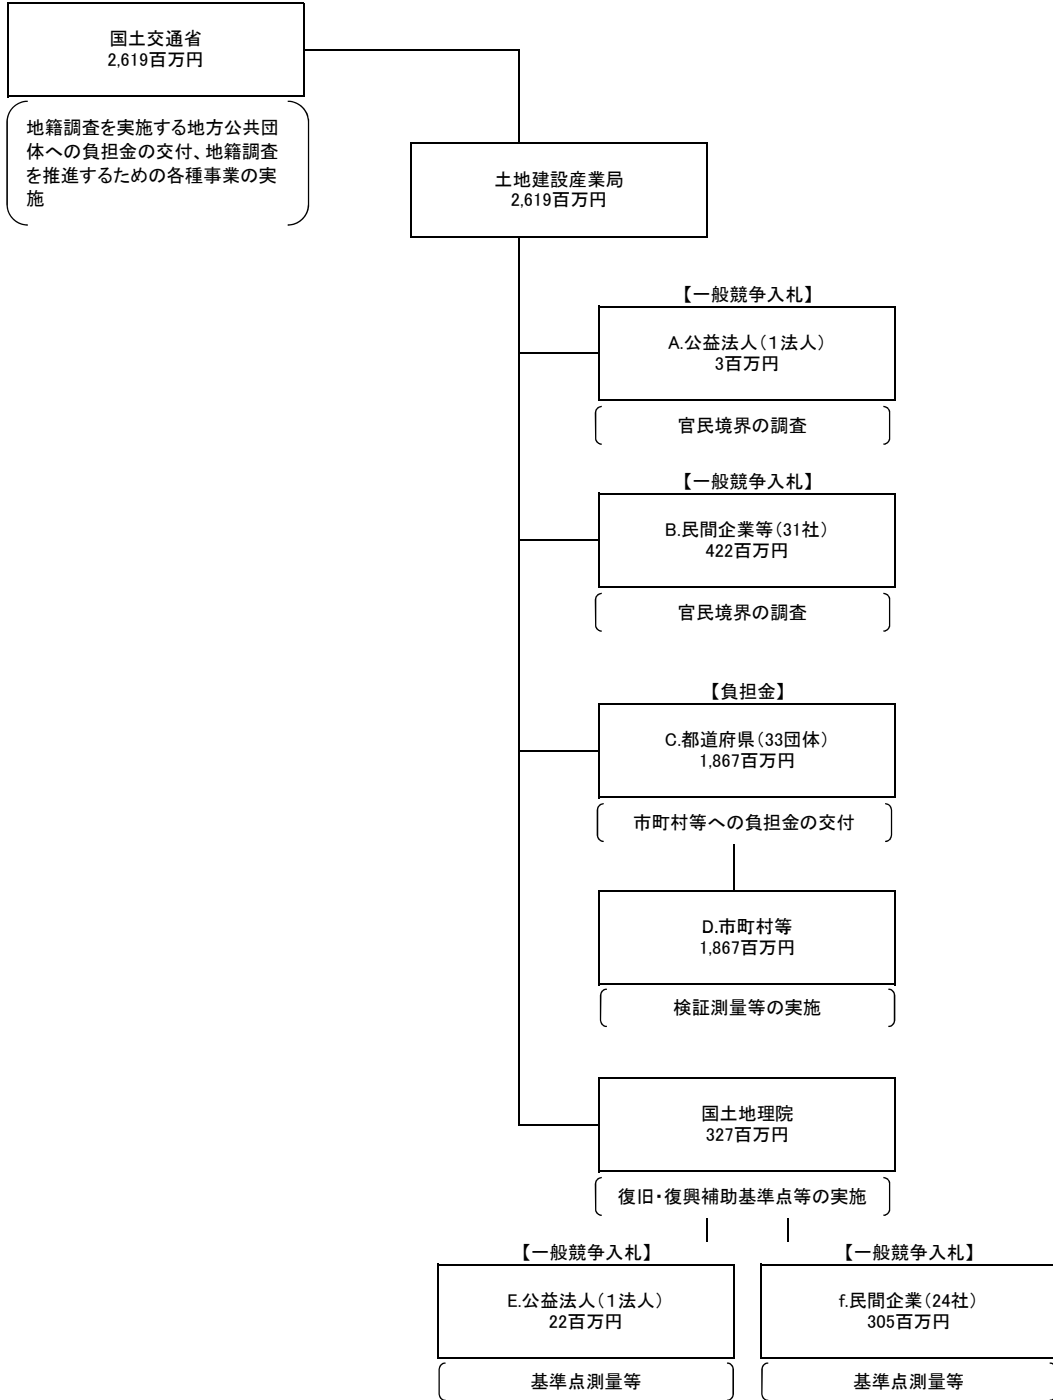 国土交通省
2,619百万円
地籍調査を実施する地方公共団
体への負担金の交付、地籍調査
を推進するための各種事業の実
施
土地建設産業局
2,619百万円
【一般競争入札】
A.公益法人(１法人)
3百万円
官民境界の調査
【一般競争入札】
B.民間企業等(31社)
422百万円
官民境界の調査
【負担金】
C.都道府県(33団体)
1,867百万円
市町村等への負担金の交付
D.市町村等
1,867百万円
検証測量等の実施
国土地理院
327百万円
復旧・復興補助基準点等の実施
【一般競争入札】
E.公益法人(１法人)
22百万円
基準点測量等
【一般競争入札】
f.民間企業(24社)
305百万円
基準点測量等